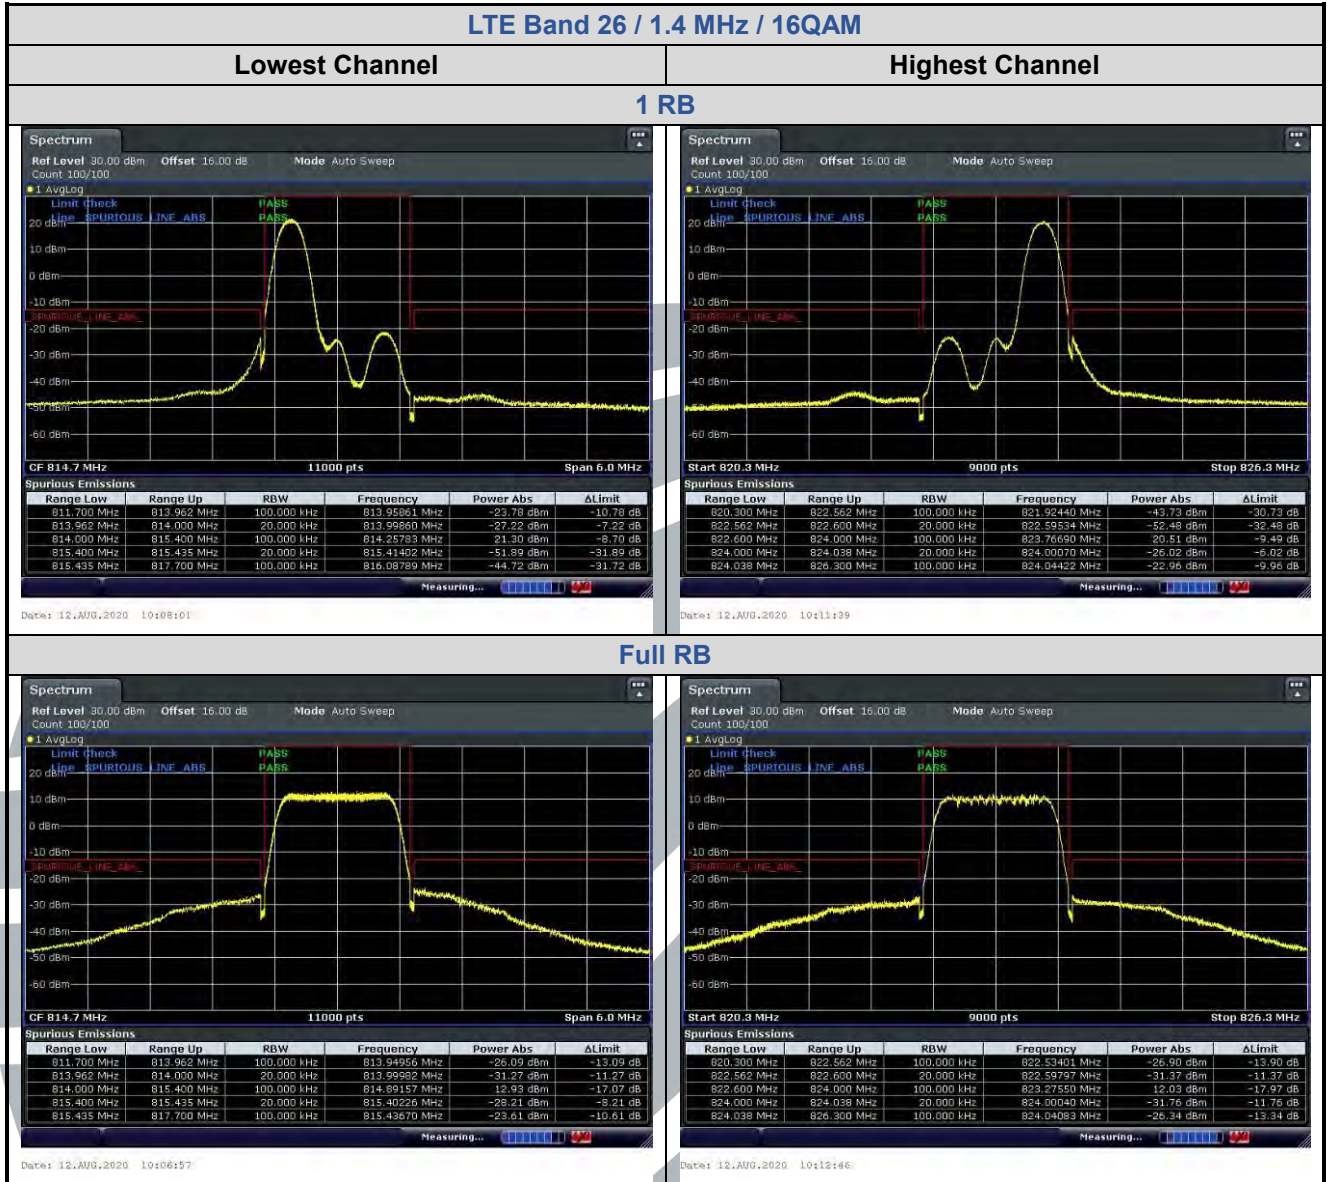 LTE Band 26 / 1.4 MHz / 16QAM
Lowest Channel Highest Channel
1 RB
Spectrum
Ref Level 30.00 dBm Offset 16.00 dB Mode Auto Sweep
Count 100/100
1 AvgLog
Limit Check PASS
Line _SPURIOUS_LINE_ABS_ PASS
20 dBm
10 dBm
0 dBm
-10 dBm
_SPURIOUS_LINE_ABS_
-20 dBm
-30 dBm
-40 dBm
-50 dBm
-60 dBm
CF 814.7 MHz 11000 pts Span 6.0 MHz
Spurious Emissions
Range Low Range Up RBW Frequency Power Abs ΔLimit
811.700 MHz 813.962 MHz 100.000 kHz 813.95861 MHz -23.78 dBm -10.78 dB
813.962 MHz 814.000 MHz 20.000 kHz 813.99860 MHz -27.22 dBm -7.22 dB
814.000 MHz 815.400 MHz 100.000 kHz 814.25783 MHz 21.30 dBm -8.70 dB
815.400 MHz 815.435 MHz 20.000 kHz 815.41402 MHz -51.89 dBm -31.89 dB
815.435 MHz 817.700 MHz 100.000 kHz 816.08789 MHz -44.72 dBm -31.72 dB
Measuring...
Date: 12.AUG.2020 10:08:01
Spectrum
Ref Level 30.00 dBm Offset 16.00 dB Mode Auto Sweep
Count 100/100
1 AvgLog
Limit Check PASS
Line _SPURIOUS_LINE_ABS_ PASS
20 dBm
10 dBm
0 dBm
-10 dBm
_SPURIOUS_LINE_ABS_
-20 dBm
-30 dBm
-40 dBm
-50 dBm
-60 dBm
Start 820.3 MHz 9000 pts Stop 826.3 MHz
Spurious Emissions
Range Low Range Up RBW Frequency Power Abs ΔLimit
820.300 MHz 822.562 MHz 100.000 kHz 821.92440 MHz -43.73 dBm -30.73 dB
822.562 MHz 822.600 MHz 20.000 kHz 822.59534 MHz -52.48 dBm -32.48 dB
822.600 MHz 824.000 MHz 100.000 kHz 823.76690 MHz 20.51 dBm -9.49 dB
824.000 MHz 824.038 MHz 20.000 kHz 824.00070 MHz -26.02 dBm -6.02 dB
824.038 MHz 826.300 MHz 100.000 kHz 824.04422 MHz -22.96 dBm -9.96 dB
Measuring...
Date: 12.AUG.2020 10:11:39
Full RB
Spectrum
Ref Level 30.00 dBm Offset 16.00 dB Mode Auto Sweep
Count 100/100
1 AvgLog
Limit Check PASS
Line _SPURIOUS_LINE_ABS_ PASS
20 dBm
10 dBm
0 dBm
-10 dBm
_SPURIOUS_LINE_ABS_
-20 dBm
-30 dBm
-40 dBm
-50 dBm
-60 dBm
CF 814.7 MHz 11000 pts Span 6.0 MHz
Spurious Emissions
Range Low Range Up RBW Frequency Power Abs ΔLimit
811.700 MHz 813.962 MHz 100.000 kHz 813.94956 MHz -26.09 dBm -13.09 dB
813.962 MHz 814.000 MHz 20.000 kHz 813.99982 MHz -31.27 dBm -11.27 dB
814.000 MHz 815.400 MHz 100.000 kHz 814.89157 MHz 12.93 dBm -17.07 dB
815.400 MHz 815.435 MHz 20.000 kHz 815.40226 MHz -28.21 dBm -8.21 dB
815.435 MHz 817.700 MHz 100.000 kHz 815.43670 MHz -23.61 dBm -10.61 dB
Measuring...
Date: 12.AUG.2020 10:06:57
Spectrum
Ref Level 30.00 dBm Offset 16.00 dB Mode Auto Sweep
Count 100/100
1 AvgLog
Limit Check PASS
Line _SPURIOUS_LINE_ABS_ PASS
20 dBm
10 dBm
0 dBm
-10 dBm
_SPURIOUS_LINE_ABS_
-20 dBm
-30 dBm
-40 dBm
-50 dBm
-60 dBm
Start 820.3 MHz 9000 pts Stop 826.3 MHz
Spurious Emissions
Range Low Range Up RBW Frequency Power Abs ΔLimit
820.300 MHz 822.562 MHz 100.000 kHz 822.53401 MHz -26.90 dBm -13.90 dB
822.562 MHz 822.600 MHz 20.000 kHz 822.59797 MHz -31.37 dBm -11.37 dB
822.600 MHz 824.000 MHz 100.000 kHz 823.27550 MHz 12.03 dBm -17.97 dB
824.000 MHz 824.038 MHz 20.000 kHz 824.00040 MHz -31.76 dBm -11.76 dB
824.038 MHz 826.300 MHz 100.000 kHz 824.04083 MHz -26.34 dBm -13.34 dB
Measuring...
Date: 12.AUG.2020 10:12:46